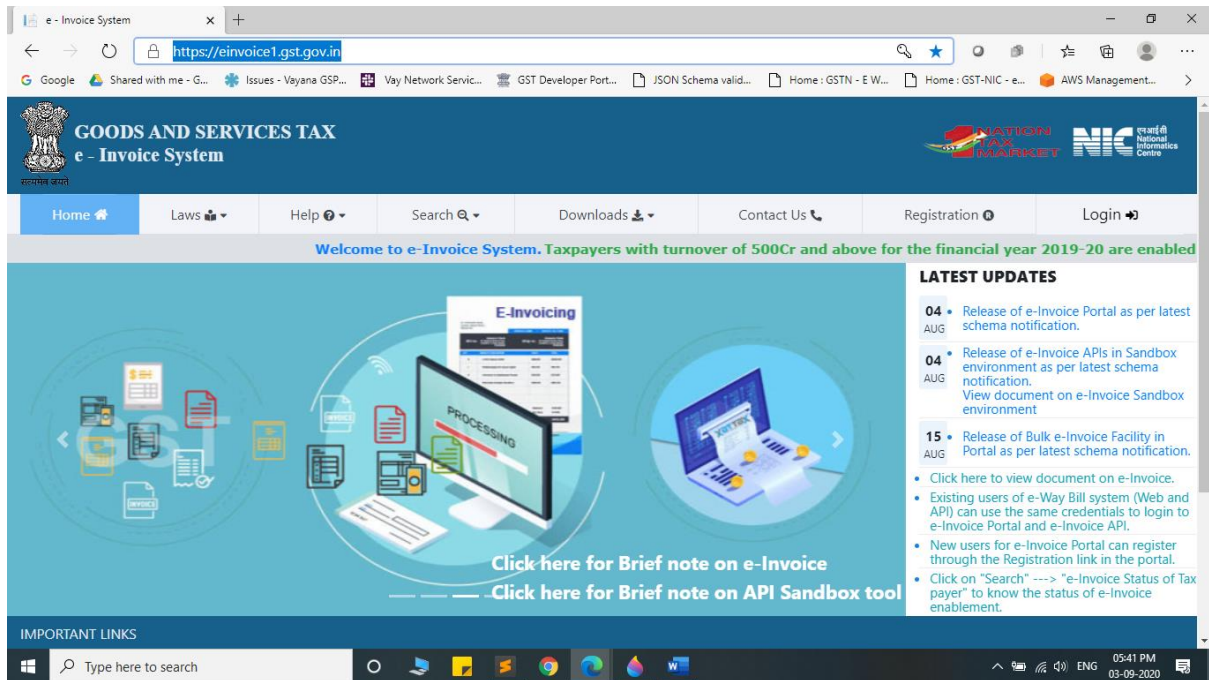 e - Invoice System
https://einvoice1.gst.gov.in
Google
Shared with me - G...
Issues - Vayana GSP...
Vay Network Servic...
GST Developer Port...
JSON Schema valid...
Home : GSTN - E W...
Home : GST-NIC - e...
AWS Management...
GOODS AND SERVICES TAX
e - Invoice System
सत्यमेव जयते
GST
NATION
TAX
MARKET
NIC
एन आई सी
National
Informatics
Centre
Home
Laws
Help
Search
Downloads
Contact Us
Registration
Login
Welcome to e-Invoice System. Taxpayers with turnover of 500Cr and above for the financial year 2019-20 are enabled
E-Invoicing
PROCESSING
INVOICE
INVOICE
GST
Click here for Brief note on e-Invoice
Click here for Brief note on API Sandbox tool
LATEST UPDATES
04
AUG
Release of e-Invoice Portal as per latest
schema notification.
04
AUG
Release of e-Invoice APIs in Sandbox
environment as per latest schema
notification.
View document on e-Invoice Sandbox
environment
15
AUG
Release of Bulk e-Invoice Facility in
Portal as per latest schema notification.
Click here to view document on e-Invoice.
Existing users of e-Way Bill system (Web and
API) can use the same credentials to login to
e-Invoice Portal and e-Invoice API.
New users for e-Invoice Portal can register
through the Registration link in the portal.
Click on "Search" ---> "e-Invoice Status of Tax
payer" to know the status of e-Invoice
enablement.
IMPORTANT LINKS
Type here to search
ENG
05:41 PM
03-09-2020